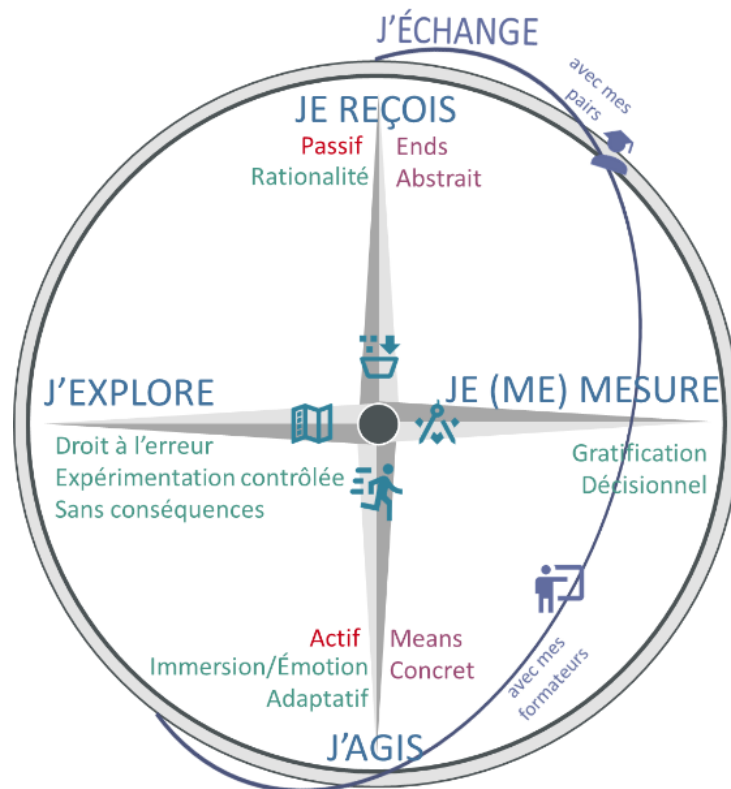 J'ÉCHANGE
avec mes
pairs
JE REÇOIS
Passif
Rationalité
Ends
Abstrait
J'EXPLORE
Droit à l'erreur
Expérimentation contrôlée
Sans conséquences
JE (ME) MESURE
Gratification
Décisionnel
Actif
Immersion/Émotion
Adaptatif
Means
Concret
avec mes
formateurs
J'AGIS